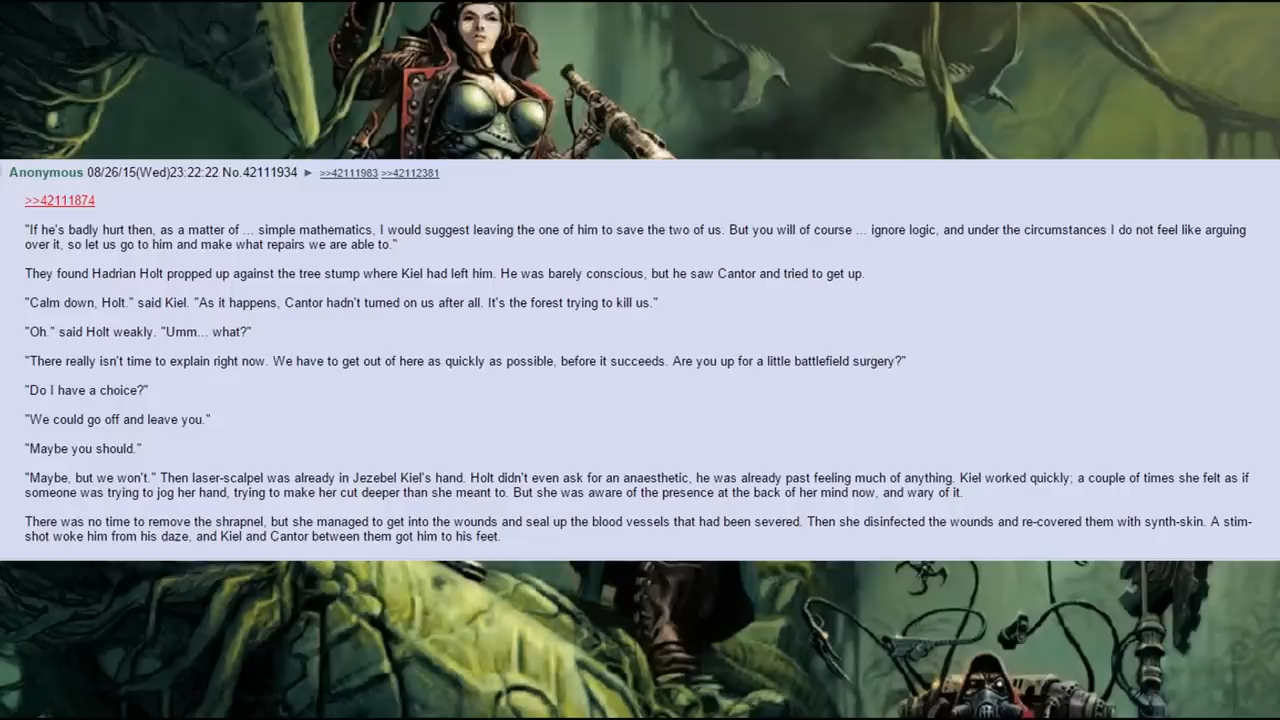 Anonymous 08/26/15(Wed)23:22:22 No.42111934 ► >>42111983 >>42112381
>>42111874
"If he's badly hurt then, as a matter of ... simple mathematics, I would suggest leaving the one of him to save the two of us. But you will of course ... ignore logic, and under the circumstances I do not feel like arguing
over it, so let us go to him and make what repairs we are able to."
They found Hadrian Holt propped up against the tree stump where Kiel had left him. He was barely conscious, but he saw Cantor and tried to get up.
"Calm down, Holt." said Kiel. "As it happens, Cantor hadn't turned on us after all. It's the forest trying to kill us."
"Oh." said Holt weakly. "Umm... what?"
"There really isn't time to explain right now. We have to get out of here as quickly as possible, before it succeeds. Are you up for a little battlefield surgery?"
"Do I have a choice?"
"We could go off and leave you."
"Maybe you should."
"Maybe, but we won't." Then laser-scalpel was already in Jezebel Kiel's hand. Holt didn't even ask for an anaesthetic, he was already past feeling much of anything. Kiel worked quickly; a couple of times she felt as if
someone was trying to jog her hand, trying to make her cut deeper than she meant to. But she was aware of the presence at the back of her mind now, and wary of it.
There was no time to remove the shrapnel, but she managed to get into the wounds and seal up the blood vessels that had been severed. Then she disinfected the wounds and re-covered them with synth-skin. A stim-
shot woke him from his daze, and Kiel and Cantor between them got him to his feet.